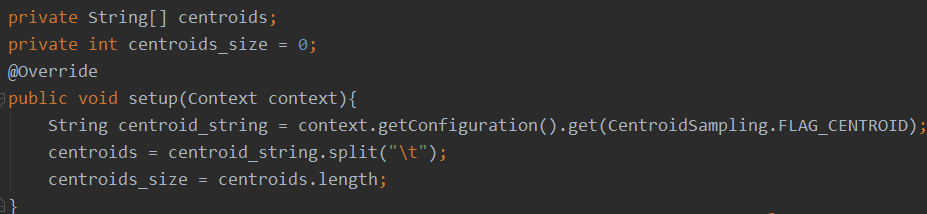 private String[] centroids;
private int centroids_size = 0;
@Override
public void setup(Context context){
    String centroid_string = context.getConfiguration().get(CentroidSampling.FLAG_CENTROID);
    centroids = centroid_string.split("\t");
    centroids_size = centroids.length;
}